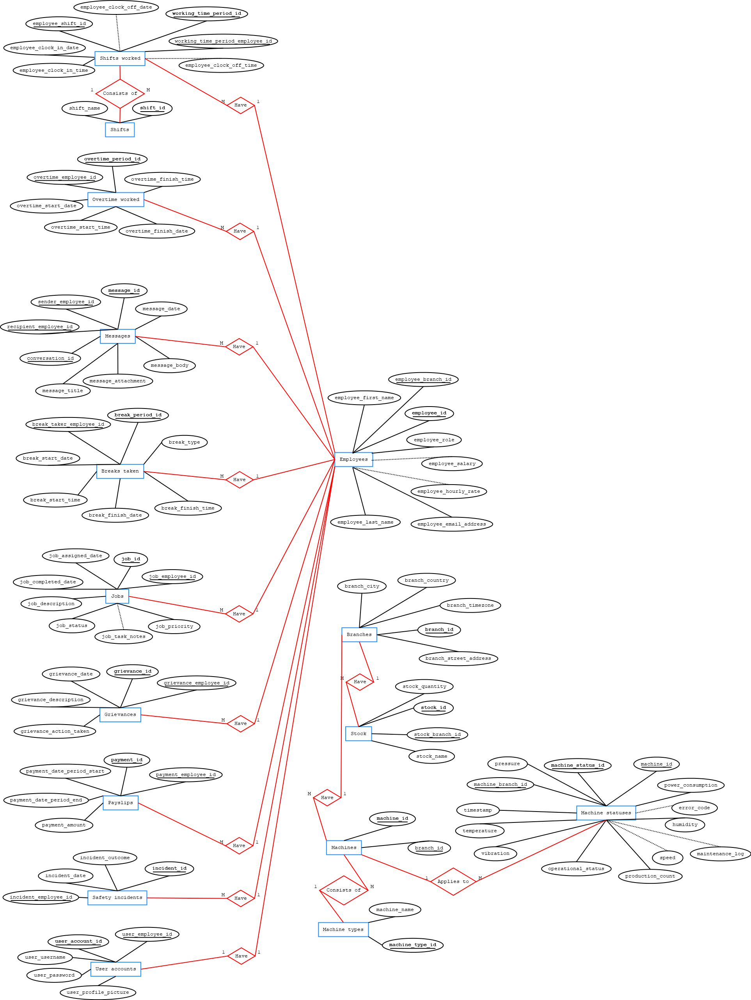 employee_clock_off_date
working_time_period_id
employee_shift_id
working_time_period_employee_id
employee_clock_in_date
Shifts worked
employee_clock_off_time
employee_clock_in_time
1
M
Consists of
M
1
Have
shift_name
shift_id
Shifts
overtime_period_id
overtime_employee_id
overtime_finish_time
Overtime worked
overtime_start_date
overtime_start_time
overtime_finish_date
M
1
Have
message_id
sender_employee_id
message_date
recipient_employee_id
Messages
M
1
Have
conversation_id
message_body
message_attachment
message_title
employee_branch_id
employee_first_name
employee_id
employee_role
Employees
employee_salary
employee_hourly_rate
employee_last_name
employee_email_address
break_period_id
break_taker_employee_id
break_type
break_start_date
Breaks taken
M
1
Have
break_start_time
break_finish_time
break_finish_date
job_assigned_date
job_id
job_employee_id
job_completed_date
Jobs
job_description
M
1
Have
job_status
job_priority
job_task_notes
branch_country
branch_city
branch_timezone
branch_id
Branches
branch_street_address
M
1
Have
grievance_date
grievance_id
grievance_employee_id
grievance_description
Grievances
M
1
Have
grievance_action_taken
stock_quantity
stock_id
Stock
stock_branch_id
stock_name
payment_id
payment_date_period_start
payment_employee_id
payment_date_period_end
Payslips
payment_amount
M
1
Have
M
1
Have
pressure
machine_status_id
machine_id
machine_branch_id
power_consumption
timestamp
Machine statuses
error_code
temperature
humidity
vibration
speed
maintenance_log
operational_status
production_count
machine_id
Machines
branch_id
1
M
Applies to
1
M
Consists of
machine_name
Machine types
machine_type_id
incident_outcome
incident_id
incident_date
incident_employee_id
Safety incidents
M
1
Have
user_employee_id
user_account_id
user_username
User accounts
1
1
Have
user_password
user_profile_picture